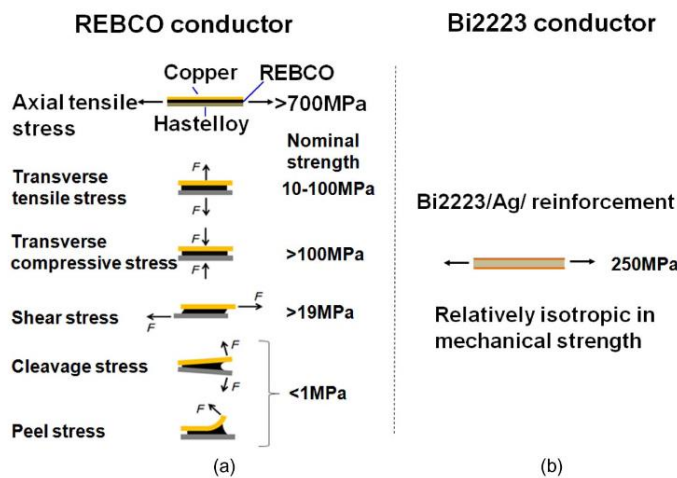 REBCO conductor
Bi2223 conductor
Copper
REBCO
Axial tensile
stress
>700MPa
Hastelloy
Nominal
strength
F
Transverse
tensile stress
10-100MPa
F
F
Transverse
compressive stress
>100MPa
F
Shear stress
F
F
>19MPa
Cleavage stress
F
F
<1MPa
Peel stress
F
(a)
Bi2223/Ag/ reinforcement
250MPa
Relatively isotropic in
mechanical strength
(b)